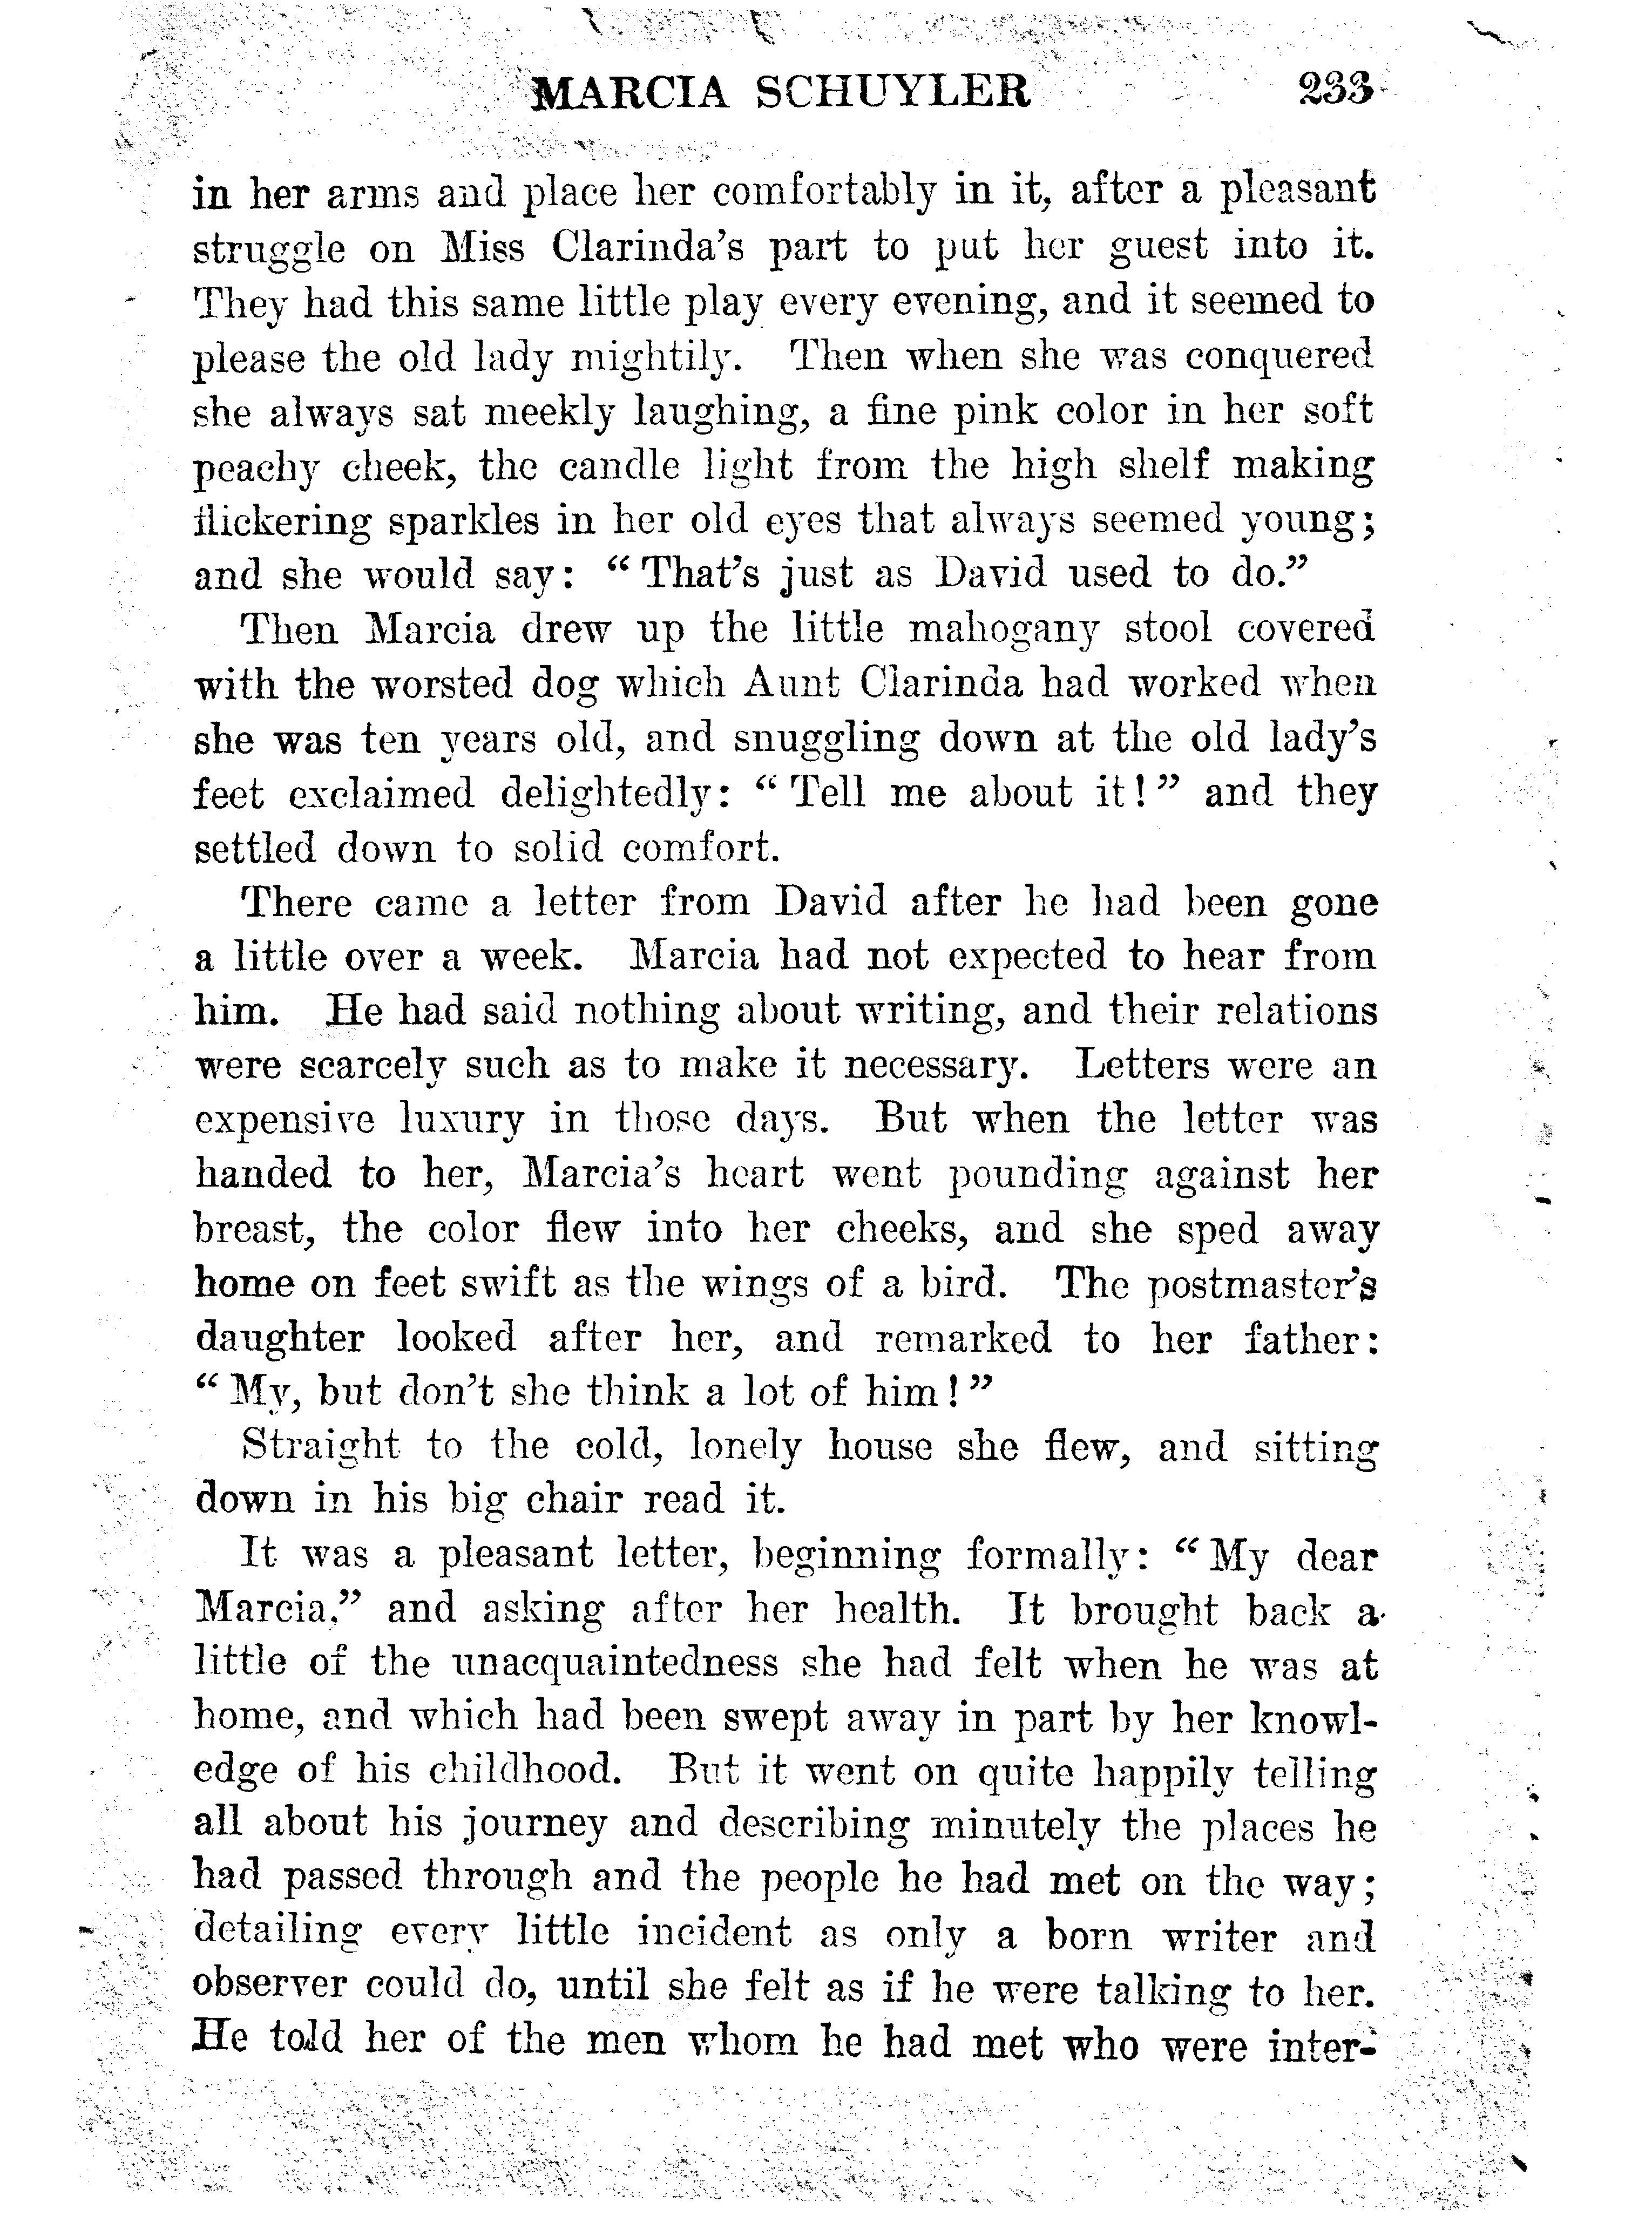 MARCIA SCHUYLER 233
in her arms and place her comfortably in it, after a pleasant
struggle on Miss Clarinda's part to put her guest into it.
They had this same little play every evening, and it seemed to
please the old lady mightily. Then when she was conquered
she always sat meekly laughing, a fine pink color in her soft
peachy cheek, the candle light from the high shelf making
flickering sparkles in her old eyes that always seemed young;
and she would say: “That's just as David used to do.”
Then Marcia drew up the little mahogany stool covered
with the worsted dog which Aunt Clarinda had worked when
she was ten years old, and snuggling down at the old lady's
feet exclaimed delightedly: “Tell me about it!” and they
settled down to solid comfort.
There came a letter from David after he had been gone
a little over a week. Marcia had not expected to hear from
him. He had said nothing about writing, and their relations
were scarcely such as to make it necessary. Letters were an
expensive luxury in those days. But when the letter was
handed to her, Marcia's heart went pounding against her
breast, the color flew into her cheeks, and she sped away
home on feet swift as the wings of a bird. The postmaster's
daughter looked after her, and remarked to her father:
“My, but don't she think a lot of him!”
Straight to the cold, lonely house she flew, and sitting
down in his big chair read it.
It was a pleasant letter, beginning formally: “My dear
Marcia,” and asking after her health. It brought back a
little of the unacquaintedness she had felt when he was at
home, and which had been swept away in part by her knowl-
edge of his childhood. But it went on quite happily telling
all about his journey and describing minutely the places he
had passed through and the people he had met on the way;
detailing every little incident as only a born writer and
observer could do, until she felt as if he were talking to her.
He told her of the men whom he had met who were inter-